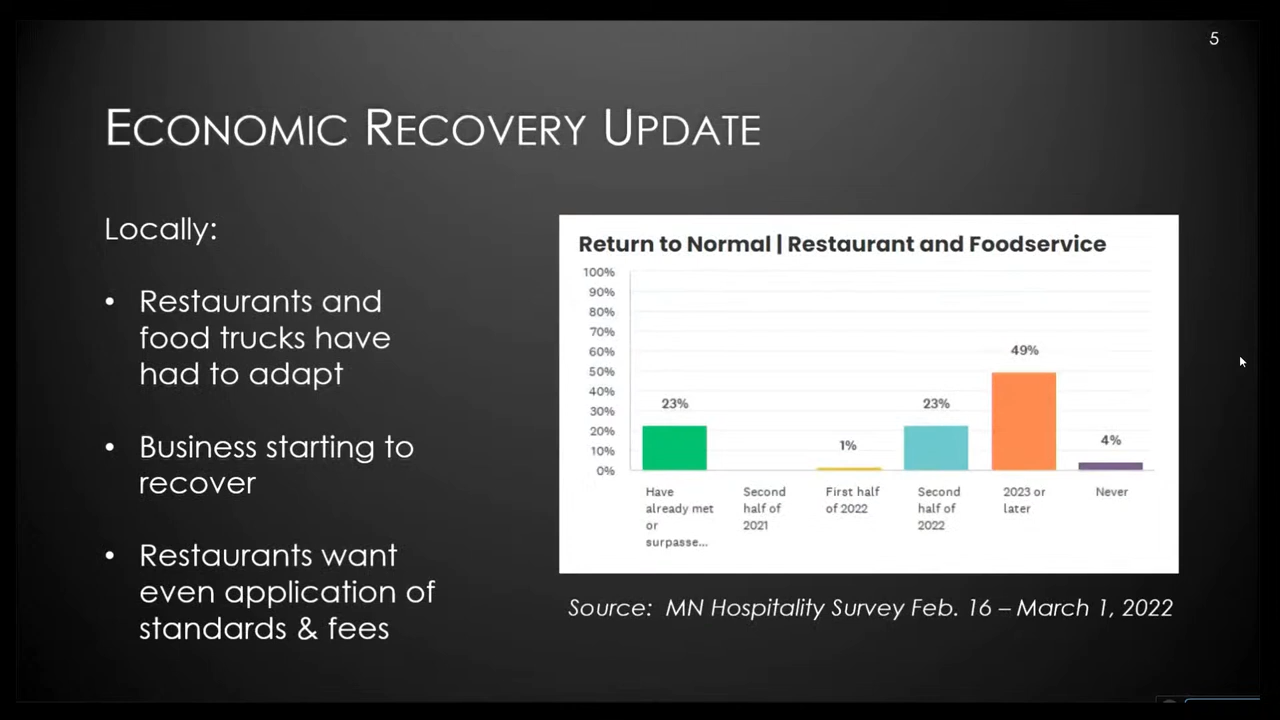 5
ECONOMIC RECOVERY UPDATE
Locally:
• Restaurants and
food trucks have
had to adapt
• Business starting to
recover
• Restaurants want
even application of
standards & fees
Return to Normal | Restaurant and Foodservice
100%
90%
80%
70%
60%
50%
40%
30%
20%
10%
0%
23%
1%
23%
49%
4%
Have
already met
or
surpasse...
Second
half of
2021
First half
of 2022
Second
half of
2022
2023 or
later
Never
Source: MN Hospitality Survey Feb. 16 – March 1, 2022